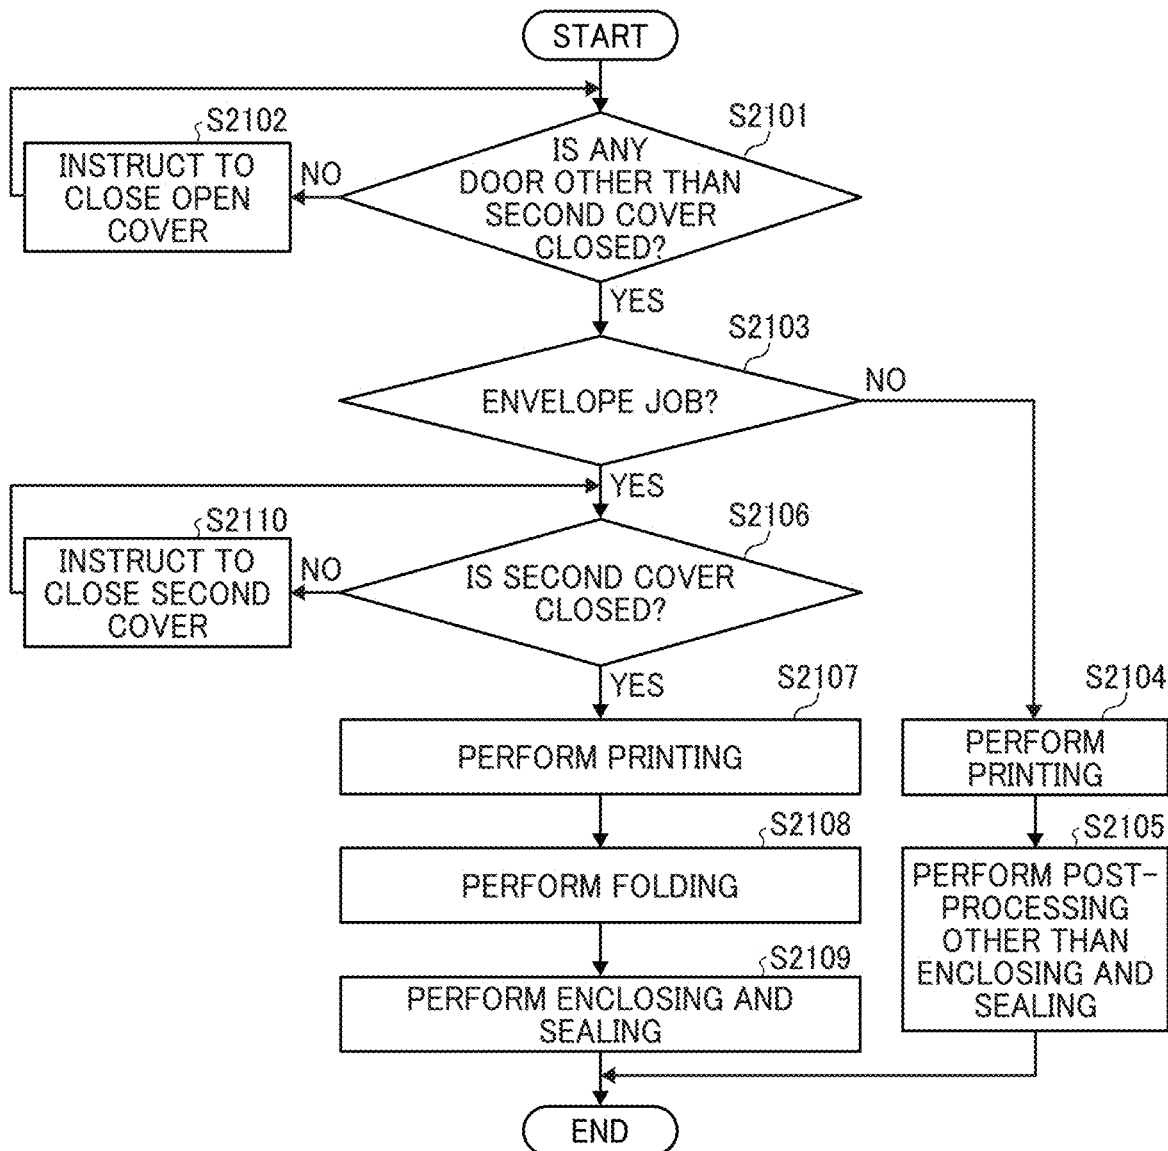 START
S2102
S2101
INSTRUCT TO
CLOSE OPEN
COVER
NO
IS ANY
DOOR OTHER THAN
SECOND COVER
CLOSED?
YES
S2103
ENVELOPE JOB?
NO
YES
S2110
S2106
INSTRUCT TO
CLOSE SECOND
COVER
NO
IS SECOND COVER
CLOSED?
YES
S2107
S2104
PERFORM PRINTING
PERFORM
PRINTING
S2108
S2105
PERFORM FOLDING
PERFORM POST-
PROCESSING
OTHER THAN
ENCLOSING AND
SEALING
S2109
PERFORM ENCLOSING AND
SEALING
END